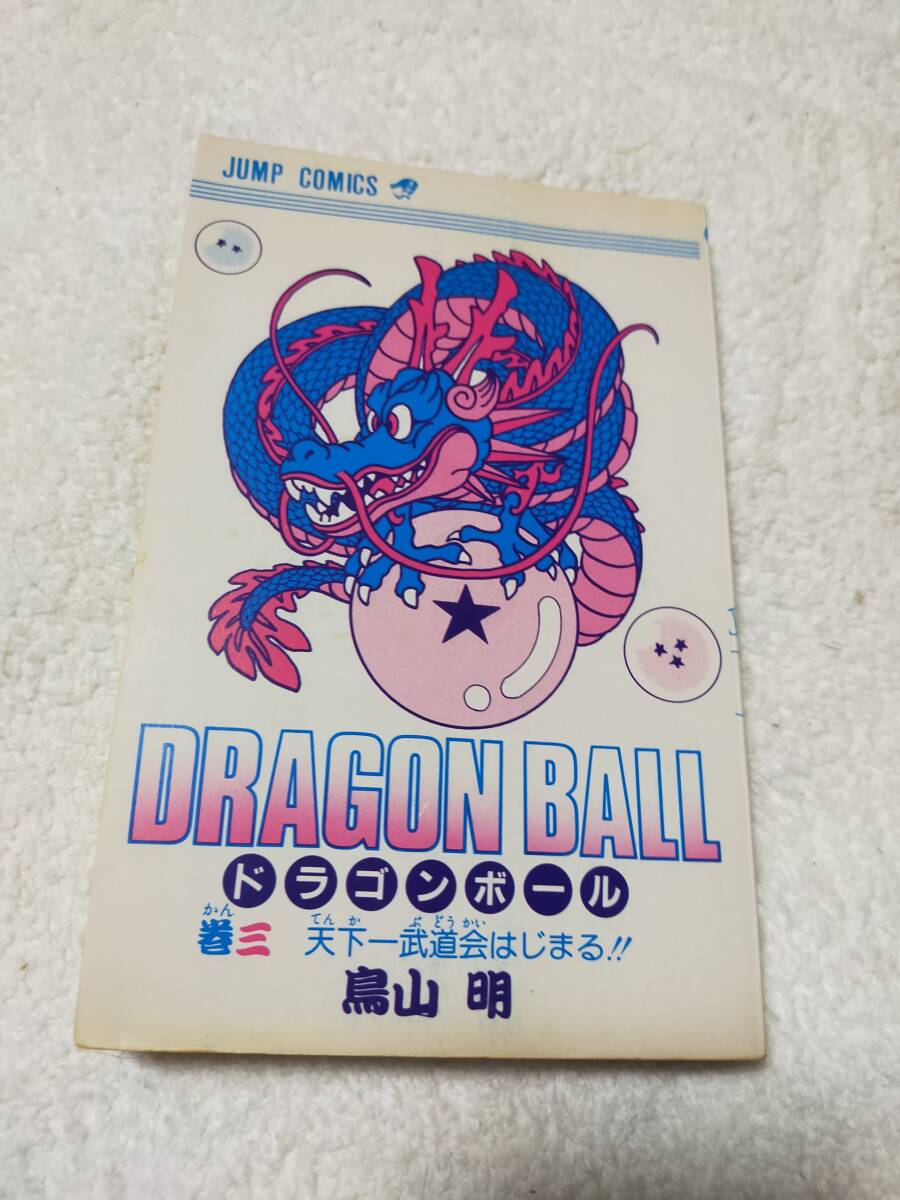 JUMP COMICS
DRAGON BALL
ドラゴンボール
かん てんか ぶどうかい
巻三 天下一武道会はじまる!!
鳥山 明